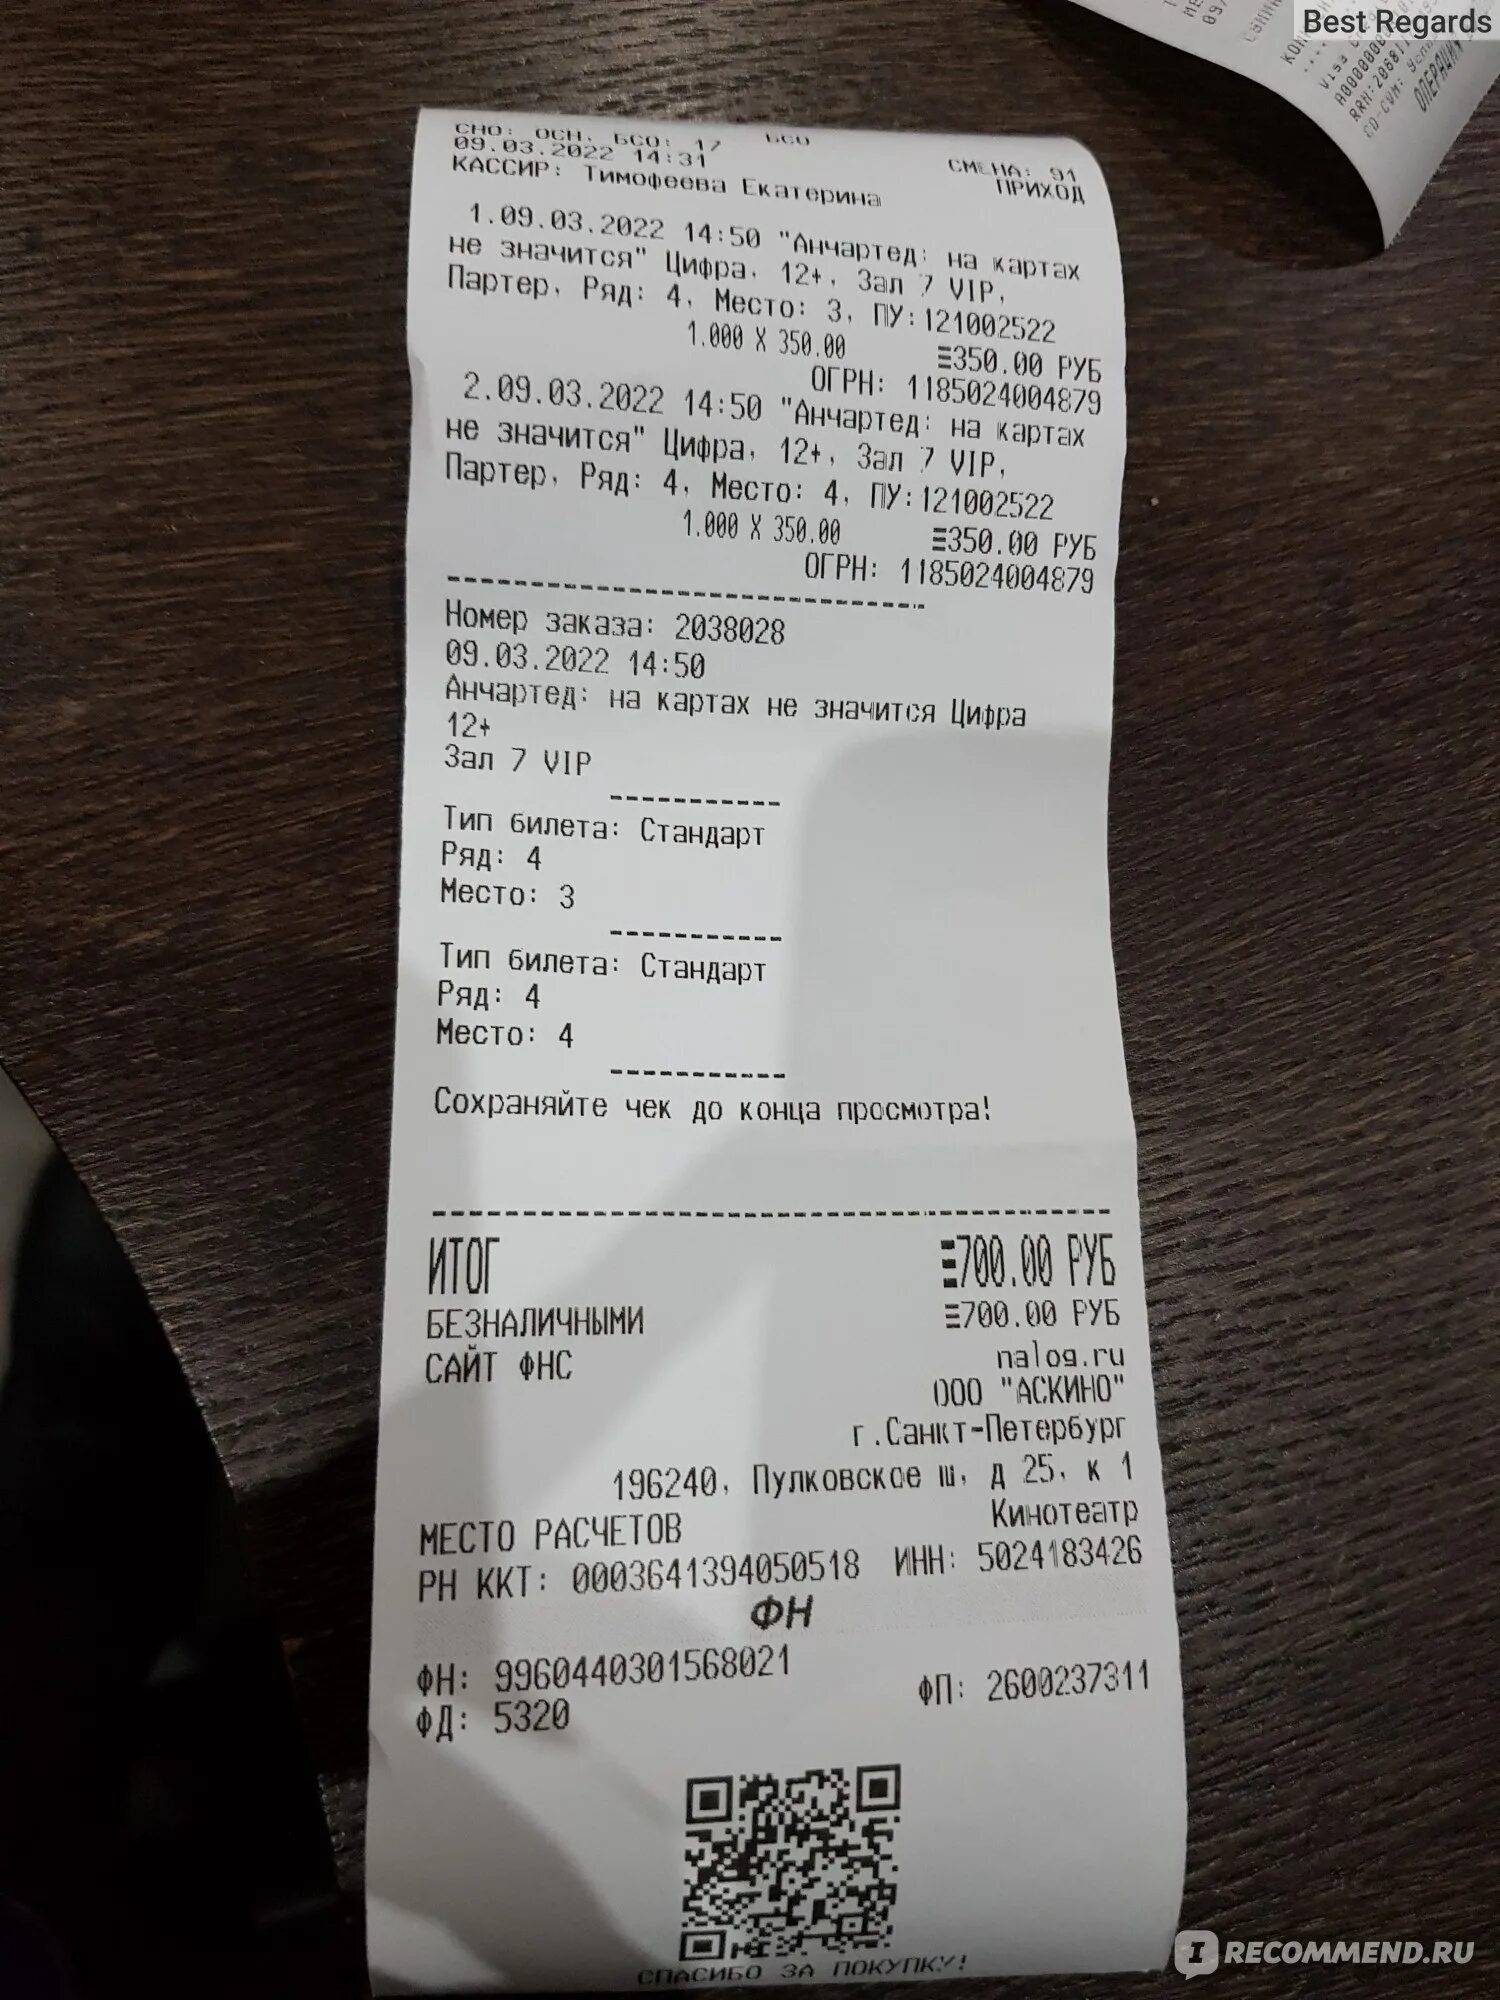 Best Regards
СНО: ОСН, БСО: 17 БСО
09.03.2022 14:31 СМЕНА: 91
КАССИР: Тимофеева Екатерина ПРИХОД
1.09.03.2022 14:50 "Анчартед: на картах
не значится" Цифра, 12+, Зал 7 VIP,
Партер, Ряд: 4, Место: 3, ПУ:121002522
1.000 X 350.00 ≡350.00 РУБ
ОГРН: 1185024004879
2.09.03.2022 14:50 "Анчартед: на картах
не значится" Цифра, 12+, Зал 7 VIP,
Партер, Ряд: 4, Место: 4, ПУ:121002522
1.000 X 350.00 ≡350.00 РУБ
ОГРН: 1185024004879
Номер заказа: 2038028
09.03.2022 14:50
Анчартед: на картах не значится Цифра
12+
Зал 7 VIP
Тип билета: Стандарт
Ряд: 4
Место: 3
Тип билета: Стандарт
Ряд: 4
Место: 4
Сохраняйте чек до конца просмотра!
ИТОГ ≡700.00 РУБ
БЕЗНАЛИЧНЫМИ ≡700.00 РУБ
САЙТ ФНС nalog.ru
ООО "АСКИНО"
г.Санкт-Петербург
196240, Пулковское ш, д 25, к 1
МЕСТО РАСЧЕТОВ Кинотеатр
РН ККТ: 0003641394050518 ИНН: 5024183426
ФН
ФН: 9960440301568021
ФД: 5320 ФП: 2600237311
СПАСИБО ЗА ПОКУПКУ!
IRECOMMEND.RU